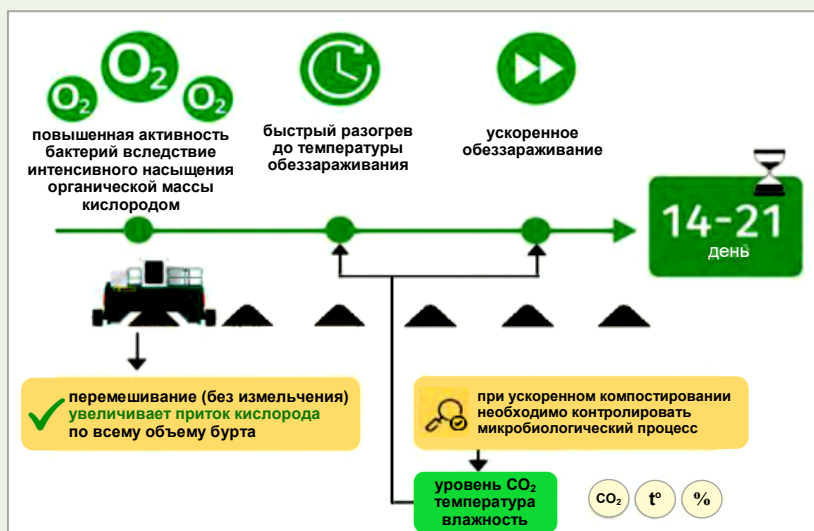 O₂
O₂
O₂
повышенная активность
бактерий вследствие
интенсивного насыщения
органической массы
кислородом
быстрый разогрев
до температуры
обеззараживания
ускоренное
обеззараживание
14-21
день
перемешивание (без измельчения)
увеличивает приток кислорода
по всему объему бурта
при ускоренном компостировании
необходимо контролировать
микробиологический процесс
уровень CO₂
температура
влажность
CO₂
tº
%